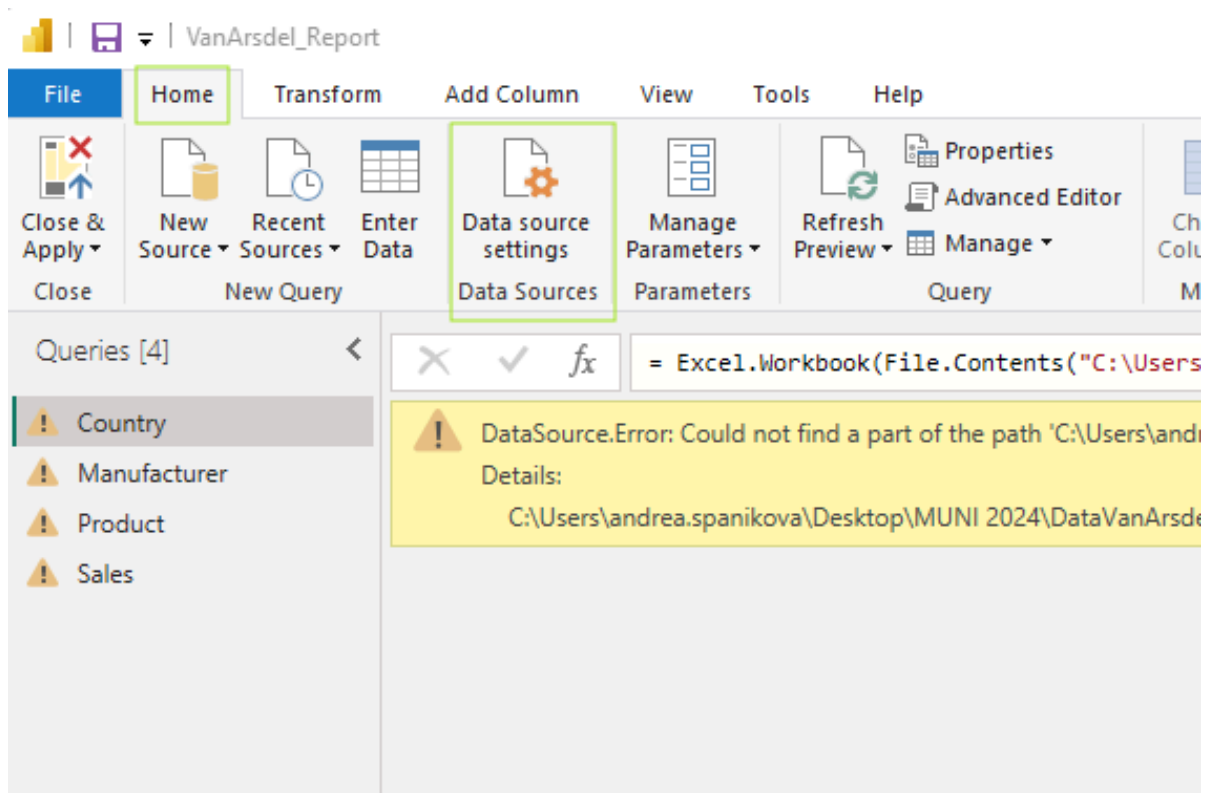 VanArsdel_Report
File Home Transform Add Column View Tools Help
Close & Apply
New Source
Recent Sources
Enter Data
Data source settings
Manage Parameters
Refresh Preview
Properties
Advanced Editor
Manage
Close New Query Data Sources Parameters Query
Queries [4]
fx = Excel.Workbook(File.Contents("C:\Users
Country
Manufacturer
Product
Sales
DataSource.Error: Could not find a part of the path 'C:\Users\and
Details:
C:\Users\andrea.spanikova\Desktop\MUNI 2024\DataVanArsde